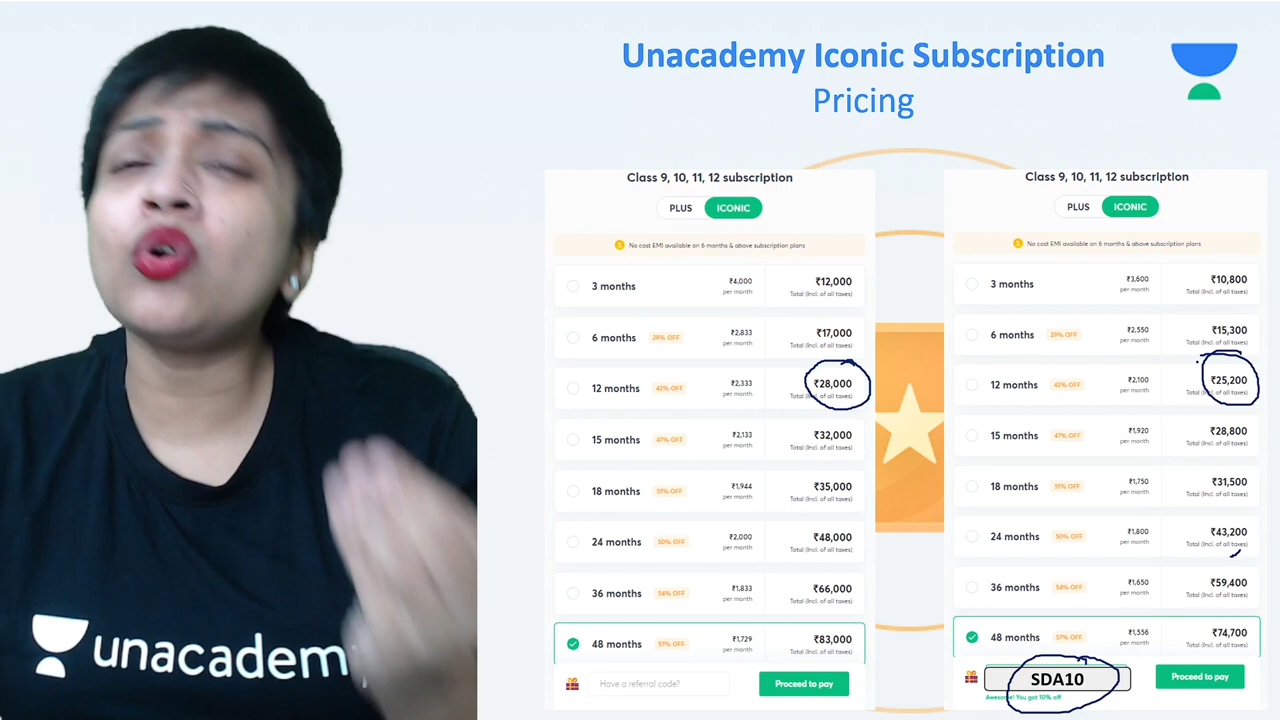 Unacademy Iconic Subscription
Pricing
Class 9, 10, 11, 12 subscription
PLUS ICONIC
No cost EMI available on 6 months & above subscription plans
3 months ₹4,000 ₹12,000
per month Total (Incl. of all taxes)
6 months 29% OFF ₹2,833 ₹17,000
per month Total (Incl. of all taxes)
12 months 42% OFF ₹2,333 ₹28,000
per month Total (Incl. of all taxes)
15 months 47% OFF ₹2,133 ₹32,000
per month Total (Incl. of all taxes)
18 months 51% OFF ₹1,944 ₹35,000
per month Total (Incl. of all taxes)
24 months 50% OFF ₹2,000 ₹48,000
per month Total (Incl. of all taxes)
36 months 54% OFF ₹1,833 ₹66,000
per month Total (Incl. of all taxes)
48 months 57% OFF ₹1,729 ₹83,000
per month Total (Incl. of all taxes)
Have a referral code? Proceed to pay
Class 9, 10, 11, 12 subscription
PLUS ICONIC
No cost EMI available on 6 months & above subscription plans
3 months ₹3,600 ₹10,800
per month Total (Incl. of all taxes)
6 months 29% OFF ₹2,550 ₹15,300
per month Total (Incl. of all taxes)
12 months 42% OFF ₹2,100 ₹25,200
per month Total (Incl. of all taxes)
15 months 47% OFF ₹1,920 ₹28,800
per month Total (Incl. of all taxes)
18 months 51% OFF ₹1,750 ₹31,500
per month Total (Incl. of all taxes)
24 months 50% OFF ₹1,800 ₹43,200
per month Total (Incl. of all taxes)
36 months 54% OFF ₹1,650 ₹59,400
per month Total (Incl. of all taxes)
48 months 57% OFF ₹1,556 ₹74,700
per month Total (Incl. of all taxes)
SDA10 Proceed to pay
Awesome! You got 10% off
unacadem